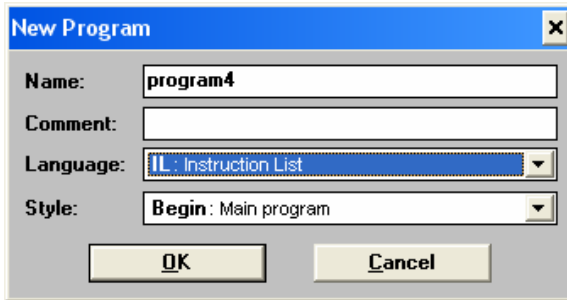 New Program
Name: program4
Comment:
Language: IL : Instruction List
Style: Begin : Main program
OK Cancel